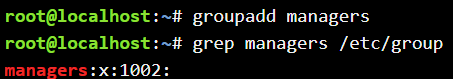 root@localhost:~# groupadd managers
root@localhost:~# grep managers /etc/group
managers:x:1002: